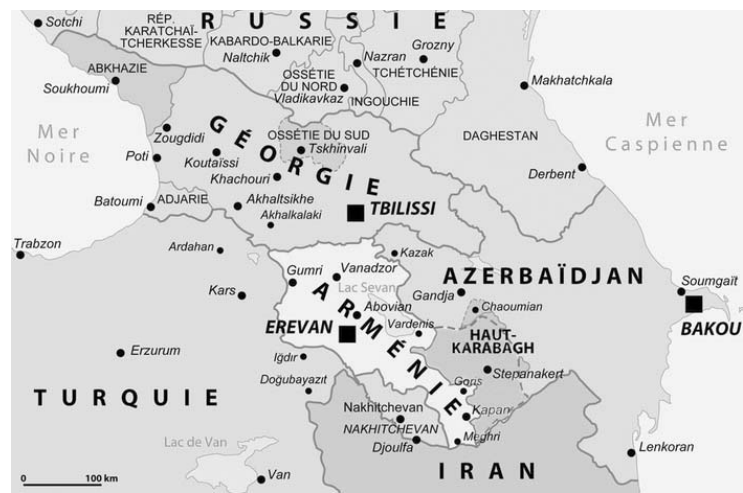 RUSSIE
Sotchi
RÉP.
KARATCHAÏ-
TCHERKESSE
KABARDO-BALKARIE
Naltchik
Nazran
Grozny
TCHÉTCHÉNIE
ABKHAZIE
Soukhoumi
OSSÉTIE
DU NORD
Vladikavkaz
INGOUCHIE
Makhatchkala
Mer
Noire
Mer
Caspienne
GÉORGIE
Zougdidi
OSSÉTIE DU SUD
Tskhinvali
DAGHESTAN
Poti
Koutaïssi
Khachouri
Derbent
Batoumi
ADJARIE
Akhaltsikhe
Akhalkalaki
TBILISSI
Trabzon
Ardahan
Kazak
Gumri
Vanadzor
AZERBAÏDJAN
Lac Sevan
Kars
Gandja
Soumgaït
ARMÉNIE
Abovian
Chaoumian
EREVAN
Vardenis
BAKOU
HAUT-
KARABAGH
Erzurum
Iğdır
Stepanakert
Doğubayazıt
Goris
TURQUIE
Nakhitchevan
Kapan
NAKHITCHEVAN
Djoulfa
Meghri
Lac de Van
Lenkoran
IRAN
Van
0 100 km